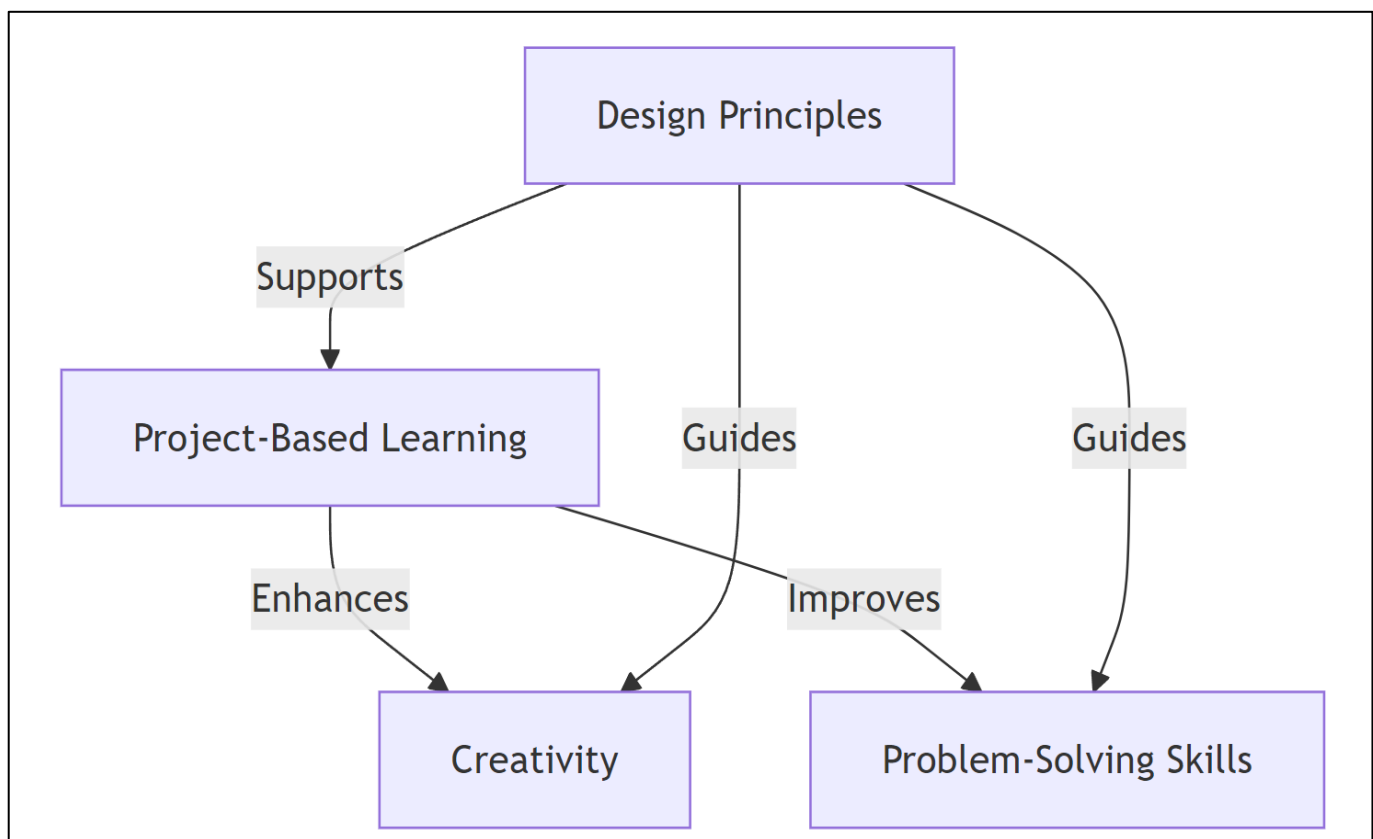 Design Principles
Supports
Project-Based Learning
Guides
Guides
Enhances
Improves
Creativity
Problem-Solving Skills